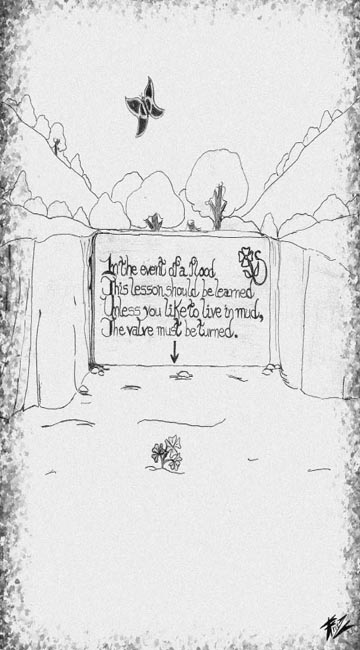 In the event of a flood
This lesson should be learned
Unless you like to live in mud,
The valve must be turned.